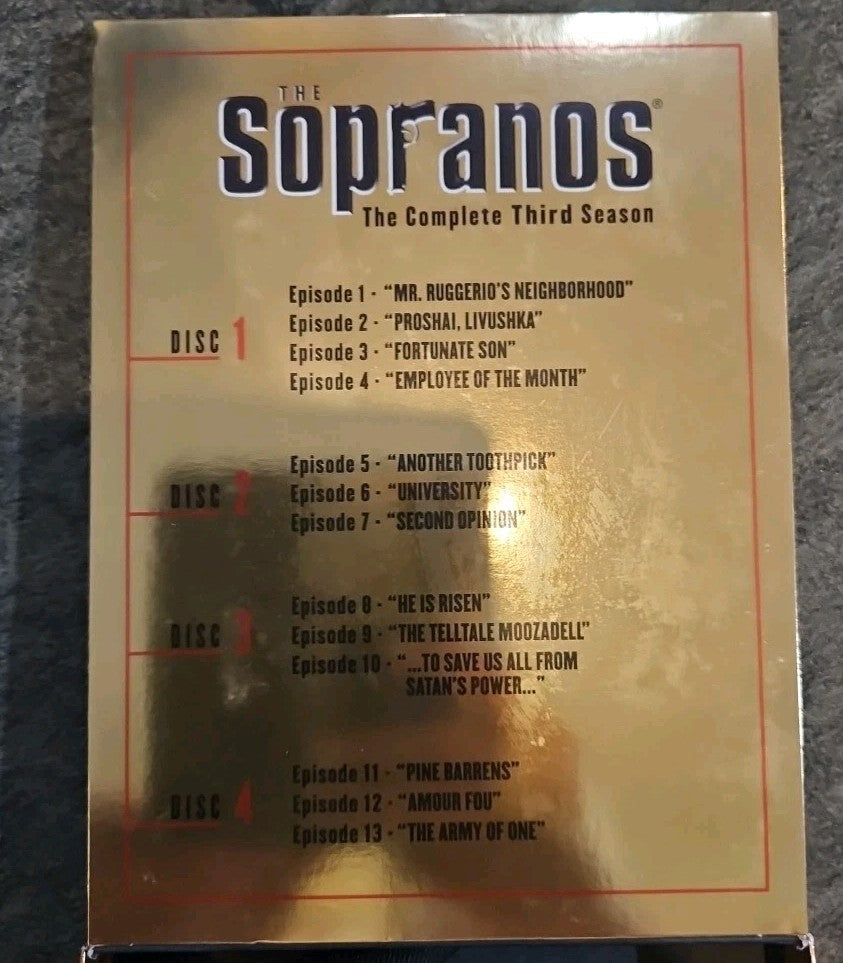 THE
Sopranos®
The Complete Third Season
DISC 1
Episode 1 - “MR. RUGGERIO’S NEIGHBORHOOD”
Episode 2 - “PROSHAI, LIVUSHKA”
Episode 3 - “FORTUNATE SON”
Episode 4 - “EMPLOYEE OF THE MONTH”
DISC 2
Episode 5 - “ANOTHER TOOTHPICK”
Episode 6 - “UNIVERSITY”
Episode 7 - “SECOND OPINION”
DISC 3
Episode 8 - “HE IS RISEN”
Episode 9 - “THE TELLTALE MOOZADELL”
Episode 10 - “...TO SAVE US ALL FROM
SATAN’S POWER...”
DISC 4
Episode 11 - “PINE BARRENS”
Episode 12 - “AMOUR FOU”
Episode 13 - “THE ARMY OF ONE”